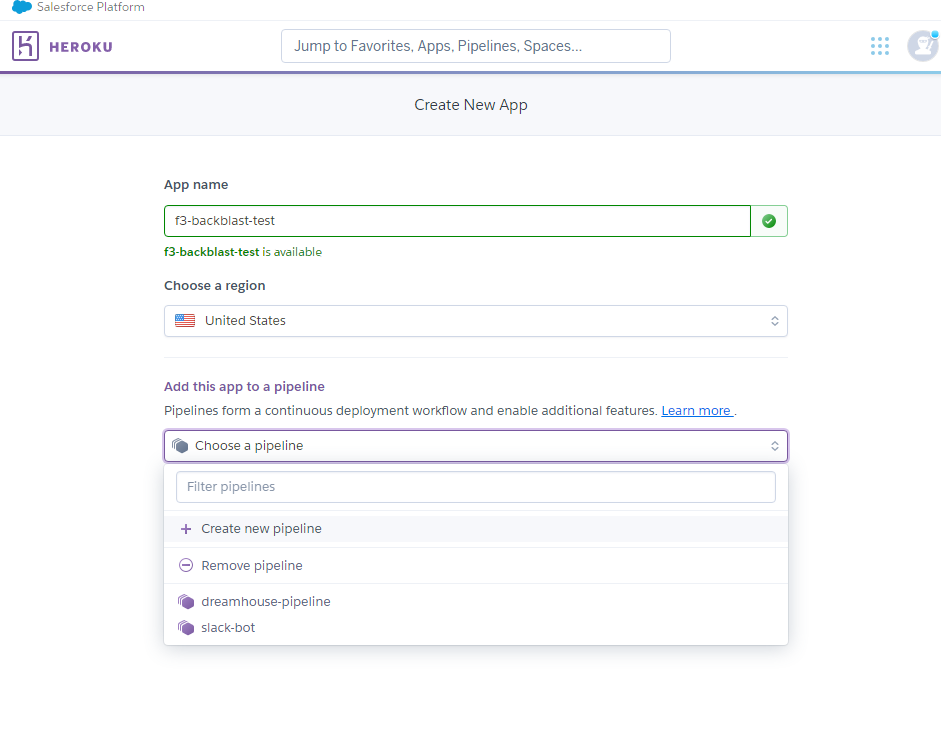 Salesforce Platform
HEROKU
Jump to Favorites, Apps, Pipelines, Spaces...
Create New App
App name
f3-backblast-test
f3-backblast-test is available
Choose a region
United States
Add this app to a pipeline
Pipelines form a continuous deployment workflow and enable additional features. Learn more .
Choose a pipeline
Filter pipelines
Create new pipeline
Remove pipeline
dreamhouse-pipeline
slack-bot